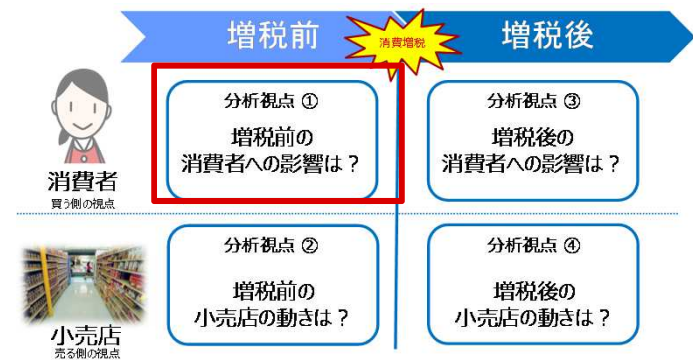 増税前
消費増税
増税後
分析視点 ①
増税前の
消費者への影響は？
分析視点 ③
増税後の
消費者への影響は？
消費者
買う側の視点
分析視点 ②
増税前の
小売店の動きは？
分析視点 ④
増税後の
小売店の動きは？
小売店
売る側の視点